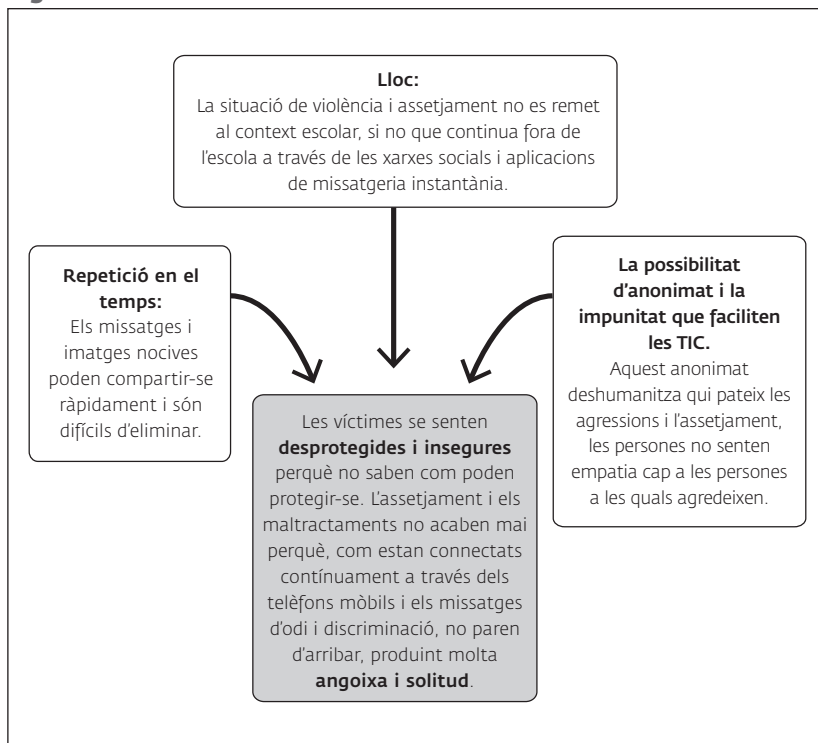 Lloc:
La situació de violència i assetjament no es remet
al context escolar, si no que continua fora de
l'escola a través de les xarxes socials i aplicacions
de missatgeria instantània.
Repetició en el
temps:
Els missatges i
imatges nocives
poden compartir-se
ràpidament i són
difícils d'eliminar.
La possibilitat
d'anonimat i la
impunitat que faciliten
les TIC.
Aquest anonimat
deshumanitza qui pateix les
agressions i l'assetjament,
les persones no senten
empatia cap a les persones
a les quals agredeixen.
Les víctimes se senten
desprotegides i insegures
perquè no saben com poden
protegir-se. L'assetjament i els
maltractaments no acaben mai
perquè, com estan connectats
contínuament a través dels
telèfons mòbils i els missatges
d'odi i discriminació, no paren
d'arribar, produint molta
angoixa i solitud.